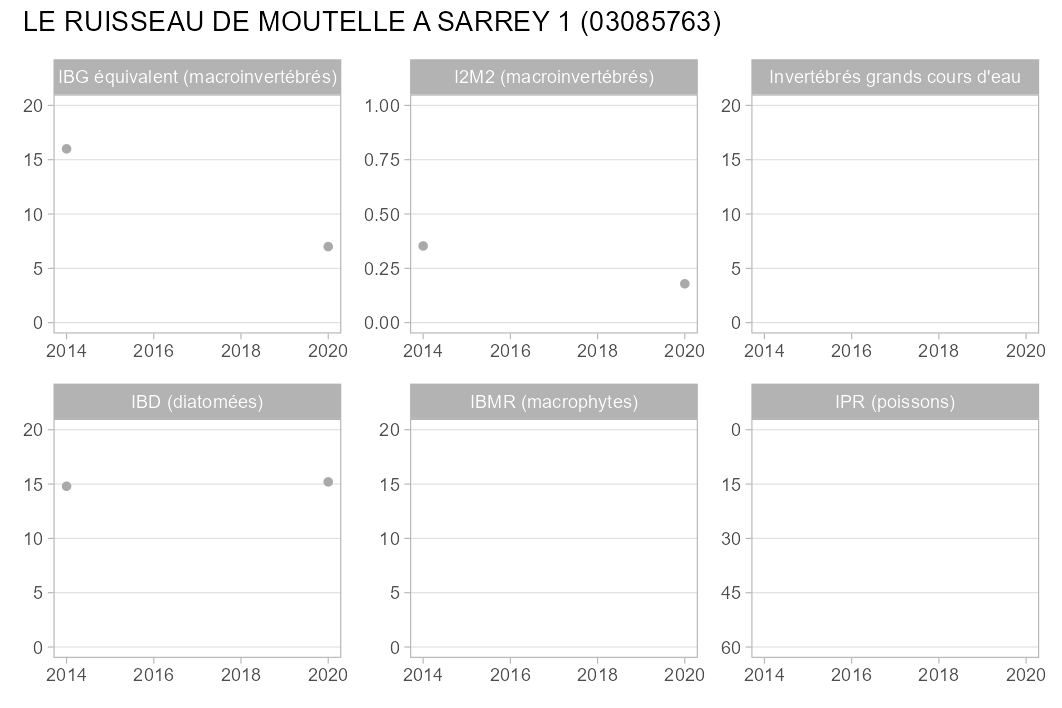 LE RUISSEAU DE MOUTELLE A SARREY 1 (03085763)
IBG équivalent (macroinvertébrés)
20
15
10
5
0
2014 2016 2018 2020
I2M2 (macroinvertébrés)
1.00
0.75
0.50
0.25
0.00
2014 2016 2018 2020
Invertébrés grands cours d'eau
20
15
10
5
0
2014 2016 2018 2020
IBD (diatomées)
20
15
10
5
0
2014 2016 2018 2020
IBMR (macrophytes)
20
15
10
5
0
2014 2016 2018 2020
IPR (poissons)
0
15
30
45
60
2014 2016 2018 2020